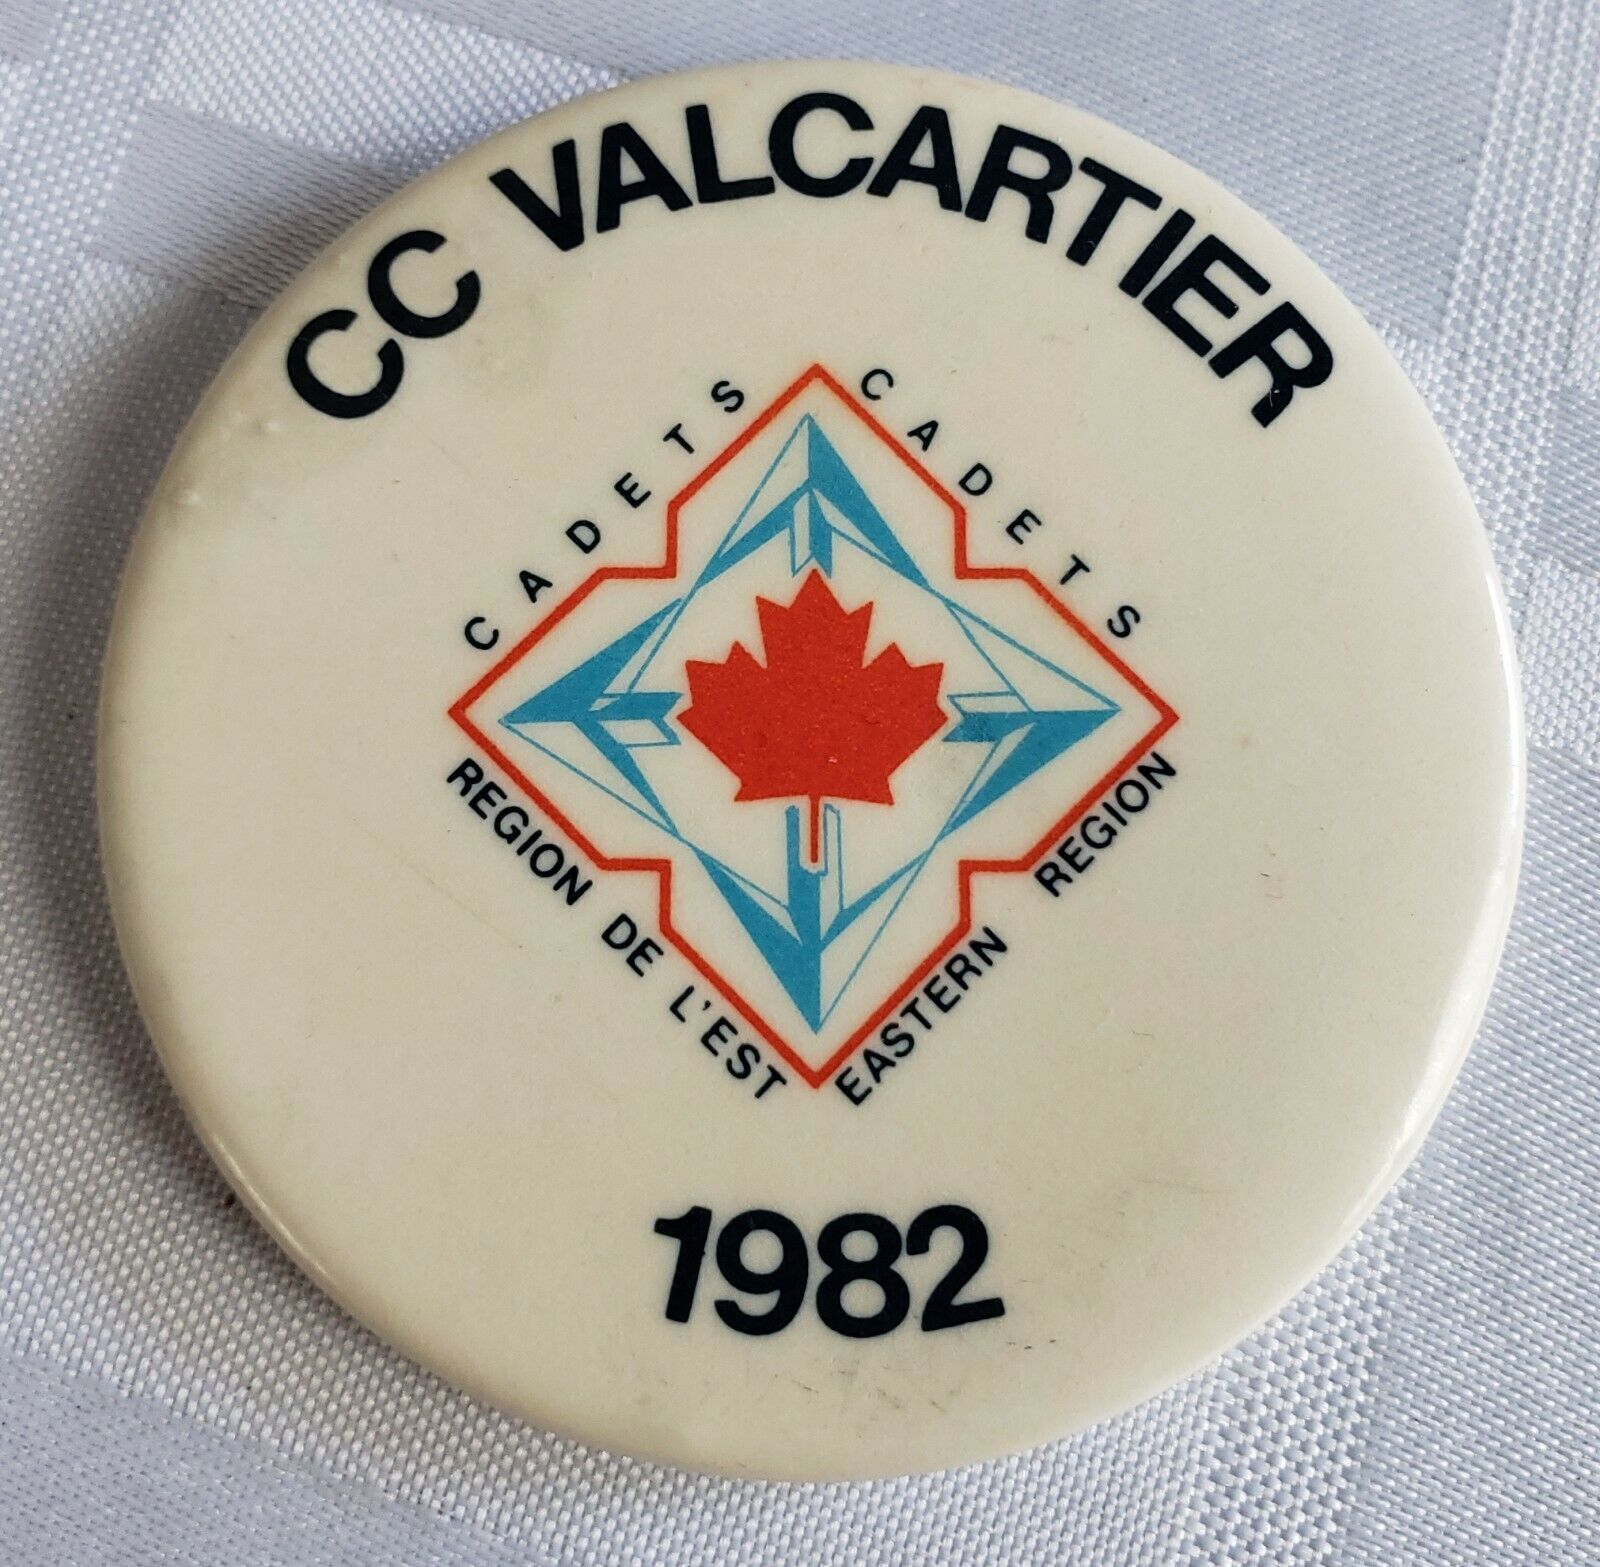 CC VALCARTIER
CADETS
CADETS
REGION DE L'EST
EASTERN REGION
1982